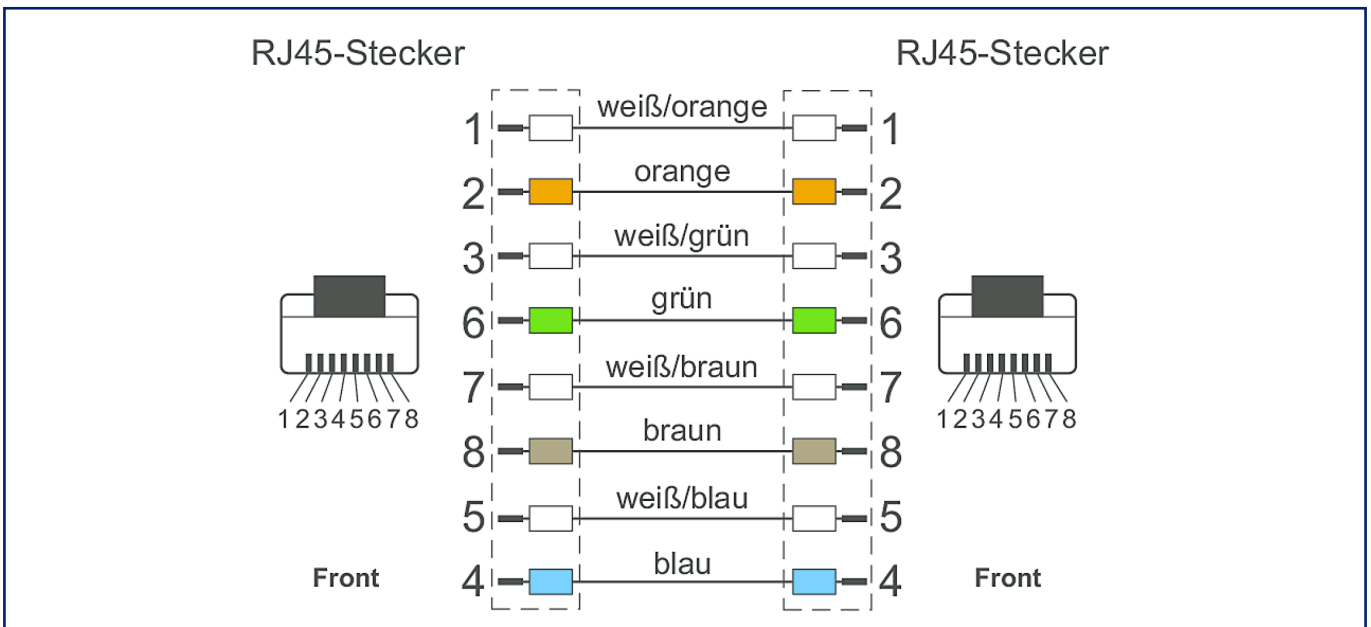 RJ45-Stecker RJ45-Stecker
1 weiß/orange 1
2 orange 2
3 weiß/grün 3
6 grün 6
7 weiß/braun 7
8 braun 8
5 weiß/blau 5
4 blau 4
12345678 12345678
Front Front